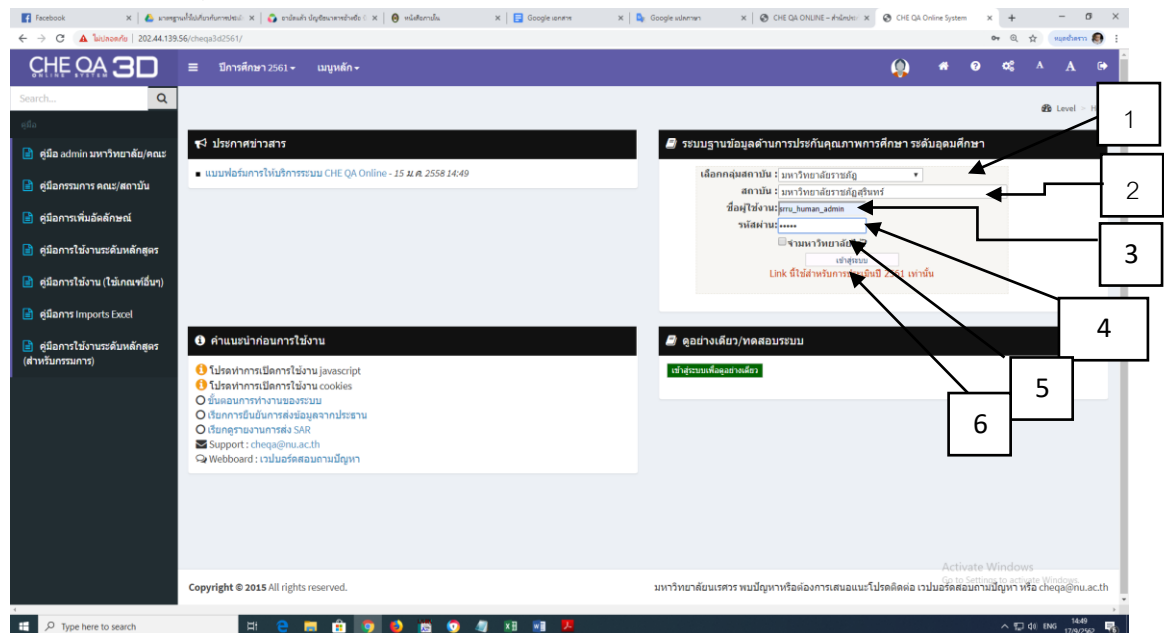 Facebook
Google เอกสาร
Google แปลภาษา
CHE QA ONLINE - สำนักประ
CHE QA Online System
ไม่ปลอดภัย | 202.44.139.56/cheqa3d2561/
CHE QA 3D
ONLINE SYSTEM
ปีการศึกษา 2561
เมนูหลัก
A A
Search...
Level
คู่มือ
คู่มือ admin มหาวิทยาลัย/คณะ
คู่มือกรรมการ คณะ/สถาบัน
คู่มือการเพิ่มอัตลักษณ์
คู่มือการใช้งานระดับหลักสูตร
คู่มือการใช้งาน (ใช้เกณฑ์อื่นๆ)
คู่มือการ Imports Excel
คู่มือการใช้งานระดับหลักสูตร
(สำหรับกรรมการ)
ประกาศข่าวสาร
แบบฟอร์มการให้บริการระบบ CHE QA Online - 15 ม.ค. 2558 14:49
ระบบฐานข้อมูลด้านการประกันคุณภาพการศึกษา ระดับอุดมศึกษา
เลือกกลุ่มสถาบัน : มหาวิทยาลัยราชภัฏ
สถาบัน : มหาวิทยาลัยราชภัฏสุรินทร์
ชื่อผู้ใช้งาน: srru_human_admin
รหัสผ่าน: •••••
จำมหาวิทยาลัย
เข้าสู่ระบบ
Link นี้ใช้สำหรับการประเมินปี 2561 เท่านั้น
1
2
3
4
5
6
คำแนะนำก่อนการใช้งาน
โปรดทำการเปิดการใช้งาน javascript
โปรดทำการเปิดการใช้งาน cookies
ขั้นตอนการทำงานของระบบ
เรียกการยืนยันการส่งข้อมูลจากประธาน
เรียกดูรายงานการส่ง SAR
Support : cheqa@nu.ac.th
Webboard : เวปบอร์ดสอบถามปัญหา
ดูอย่างเดียว/ทดสอบระบบ
เข้าสู่ระบบเพื่อดูอย่างเดียว
Activate Windows
Go to Settings to activate Windows.
Copyright © 2015 All rights reserved.
มหาวิทยาลัยนเรศวร พบปัญหาหรือต้องการเสนอแนะโปรดติดต่อ เวปบอร์ดสอบถามปัญหา หรือ cheqa@nu.ac.th
Type here to search
ENG
14:49
17/9/2562